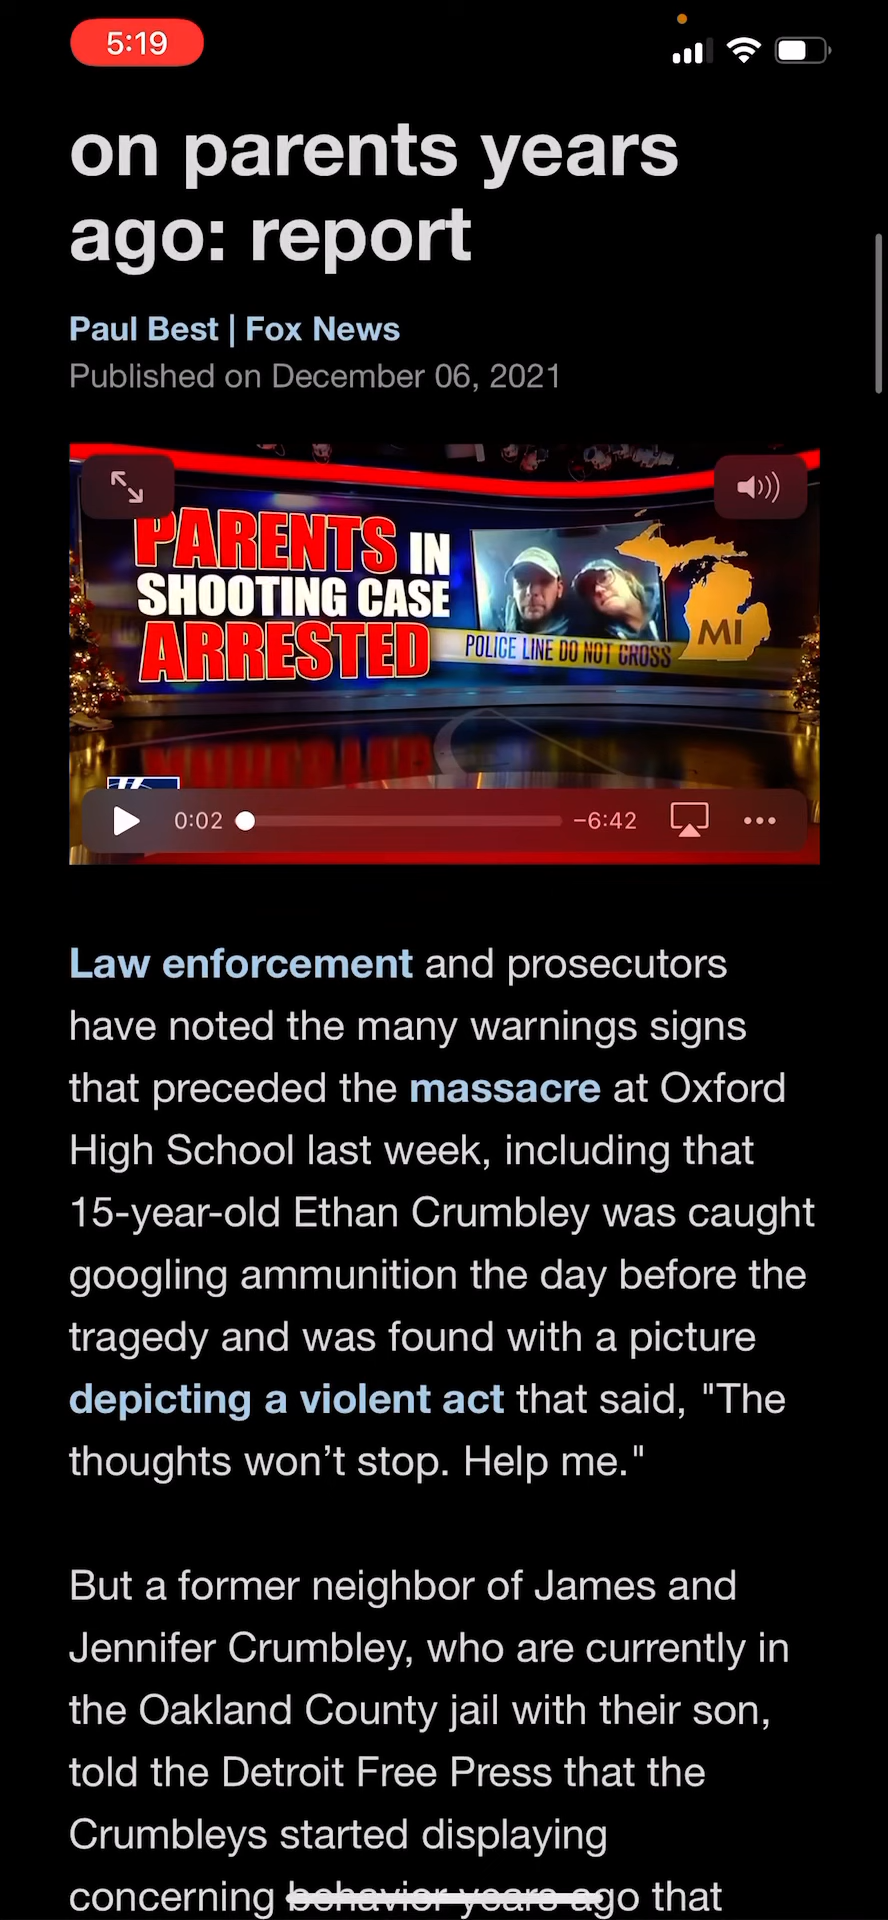 5:19
on parents years
ago: report
Paul Best | Fox News
Published on December 06, 2021
PARENTS IN
SHOOTING CASE
ARRESTED
POLICE LINE DO NOT CROSS
MI
0:02
-6:42
Law enforcement and prosecutors
have noted the many warnings signs
that preceded the massacre at Oxford
High School last week, including that
15-year-old Ethan Crumbley was caught
googling ammunition the day before the
tragedy and was found with a picture
depicting a violent act that said, "The
thoughts won’t stop. Help me."
But a former neighbor of James and
Jennifer Crumbley, who are currently in
the Oakland County jail with their son,
told the Detroit Free Press that the
Crumbleys started displaying
concerning behavior years ago that